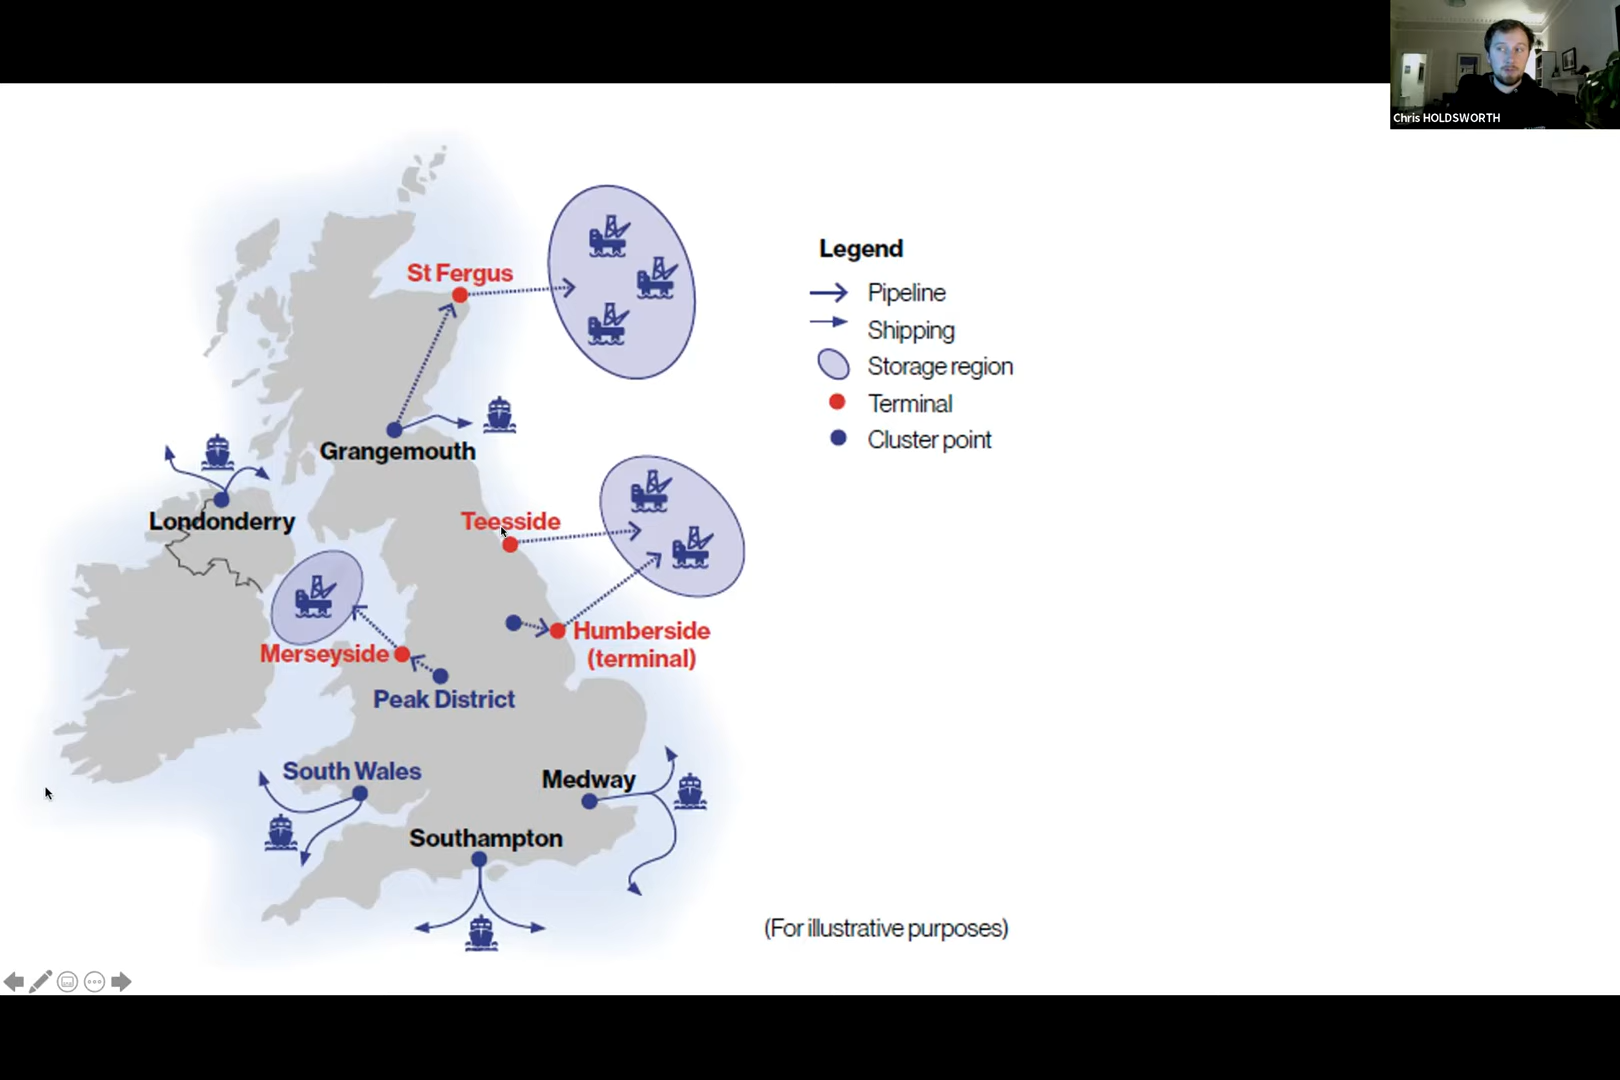 Chris HOLDSWORTH
St Fergus
Grangemouth
Londonderry
Teesside
Humberside
(terminal)
Merseyside
Peak District
South Wales
Medway
Southampton
Legend
Pipeline
Shipping
Storage region
Terminal
Cluster point
(For illustrative purposes)